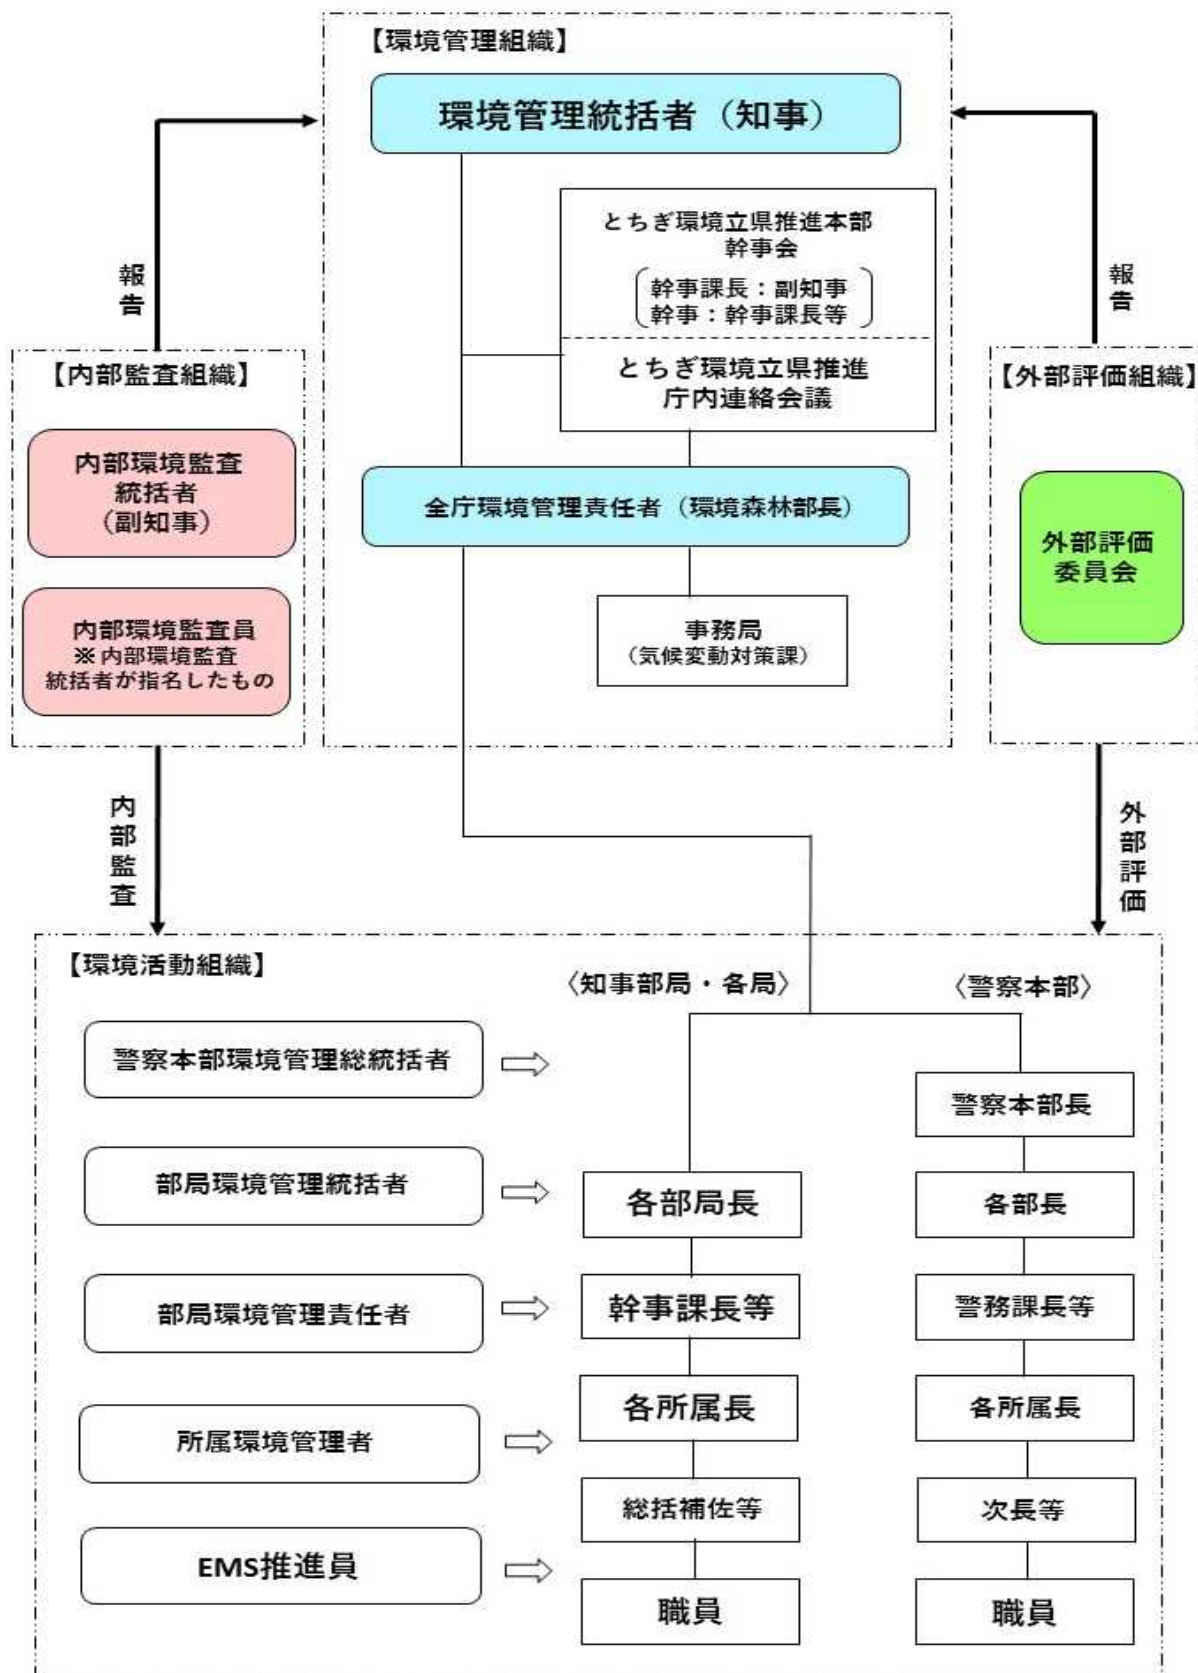 【環境管理組織】
環境管理統括者（知事）
とちぎ環境立県推進本部
幹事会
幹事課長：副知事
幹事：幹事課長等
とちぎ環境立県推進
庁内連絡会議
全庁環境管理責任者（環境森林部長）
事務局
（気候変動対策課）
報告
【内部監査組織】
内部環境監査
統括者
（副知事）
内部環境監査員
※内部環境監査
統括者が指名したもの
報告
【外部評価組織】
外部評価
委員会
内部監査
外部評価
【環境活動組織】
〈知事部局・各局〉
〈警察本部〉
警察本部環境管理総統括者
⇨
警察本部長
部局環境管理統括者
⇨
各部局長
各部長
部局環境管理責任者
⇨
幹事課長等
警務課長等
所属環境管理者
⇨
各所属長
各所属長
総括補佐等
次長等
EMS推進員
⇨
職員
職員